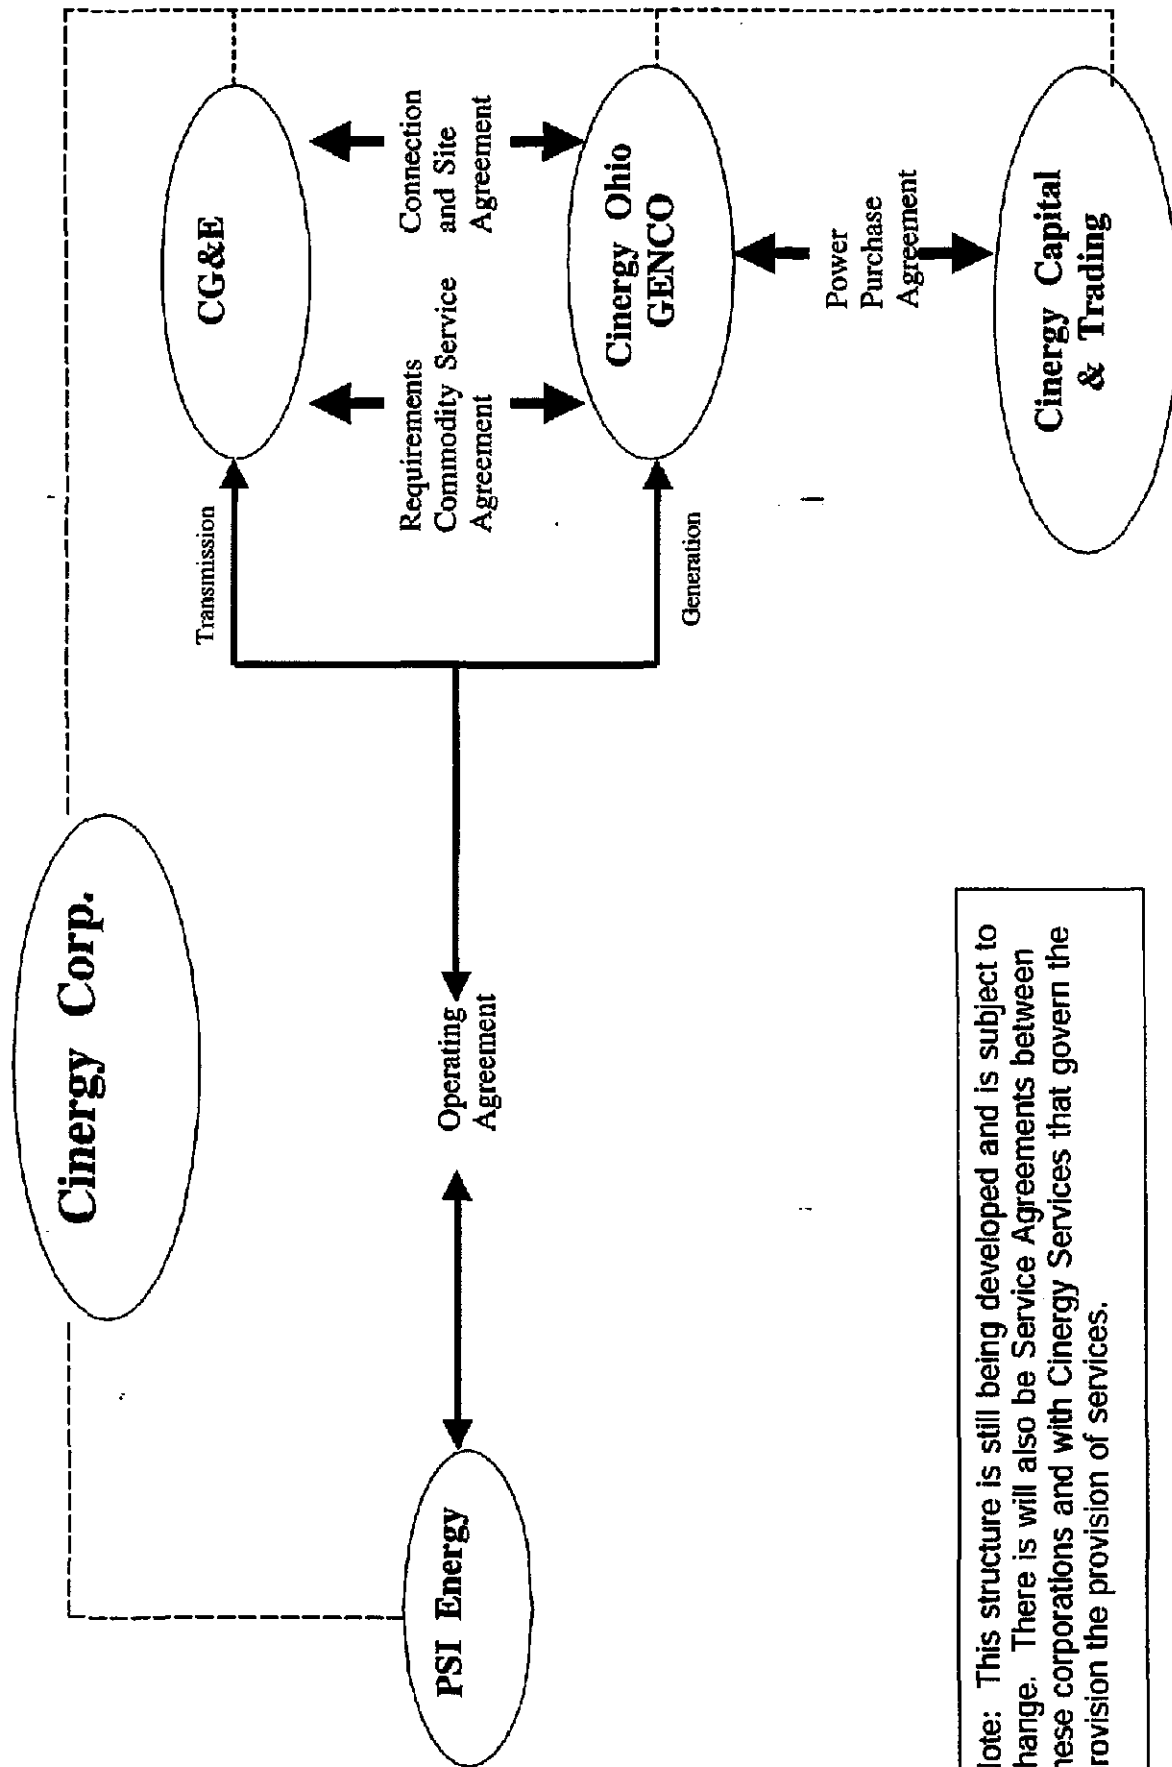 Cinergy Corp.
PSI Energy
Operating
Agreement
Transmission
Generation
CG&E
Requirements
Commodity Service
Agreement
Connection
and Site
Agreement
Cinergy Ohio
GENCO
Power
Purchase
Agreement
Cinergy Capital
& Trading
lote: This structure is still being developed and is subject to
hange. There is will also be Service Agreements between
nese corporations and with Cinergy Services that govern the
rovision the provision of services.